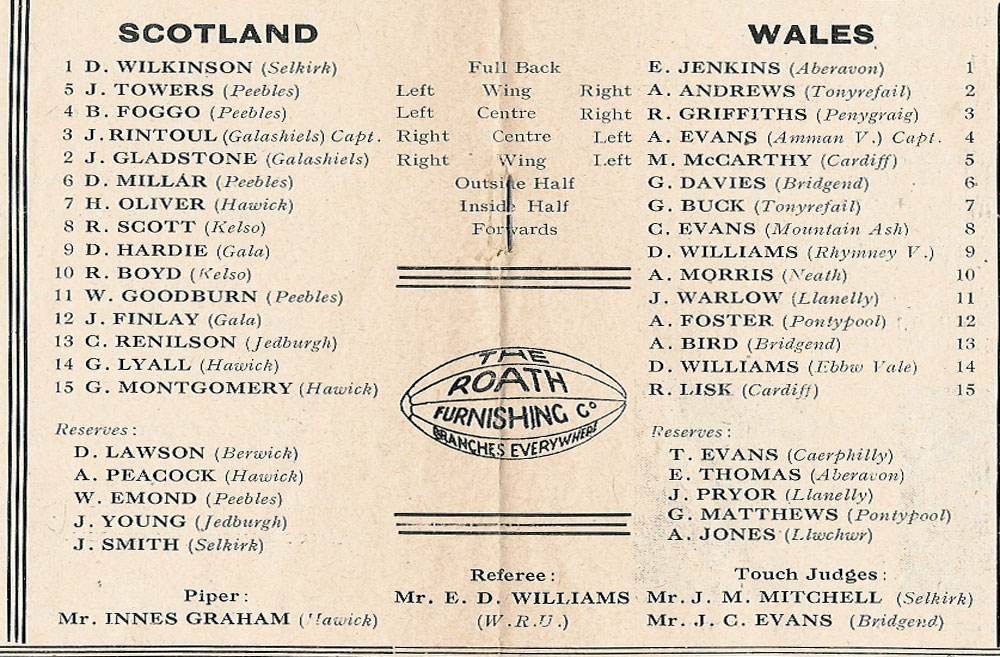 SCOTLAND WALES
1 D. WILKINSON (Selkirk) Full Back E. JENKINS (Aberavon) 1
5 J. TOWERS (Peebles) Left Wing Right A. ANDREWS (Tonyrefail) 2
4 B. FOGGO (Peebles) Left Centre Right R. GRIFFITHS (Penygraig) 3
3 J. RINTOUL (Galashiels) Capt. Right Centre Left A. EVANS (Amman V.) Capt. 4
2 J. GLADSTONE (Galashiels) Right Wing Left M. McCARTHY (Cardiff) 5
6 D. MILLAR (Peebles) Outside Half G. DAVIES (Bridgend) 6
7 H. OLIVER (Hawick) Inside Half G. BUCK (Tonyrefail) 7
8 R. SCOTT (Kelso) Forwards C. EVANS (Mountain Ash) 8
9 D. HARDIE (Gala) D. WILLIAMS (Rhymney V.) 9
10 R. BOYD (Kelso) A. MORRIS (Neath) 10
11 W. GOODBURN (Peebles) J. WARLOW (Llanelly) 11
12 J. FINLAY (Gala) A. FOSTER (Pontypool) 12
13 C. RENILSON (Jedburgh) A. BIRD (Bridgend) 13
14 G. LYALL (Hawick) D. WILLIAMS (Ebbw Vale) 14
15 G. MONTGOMERY (Hawick) R. LISK (Cardiff) 15
THE
ROATH
FURNISHING Co
BRANCHES EVERYWHERE
Reserves: Reserves:
D. LAWSON (Berwick) T. EVANS (Caerphilly)
A. PEACOCK (Hawick) E. THOMAS (Aberavon)
W. EMOND (Peebles) J. PRYOR (Llanelly)
J. YOUNG (Jedburgh) G. MATTHEWS (Pontypool)
J. SMITH (Selkirk) A. JONES (Llwchwr)
Piper: Referee: Touch Judges:
Mr. INNES GRAHAM (Hawick) Mr. E. D. WILLIAMS Mr. J. M. MITCHELL (Selkirk)
(W.R.U.) Mr. J. C. EVANS (Bridgend)